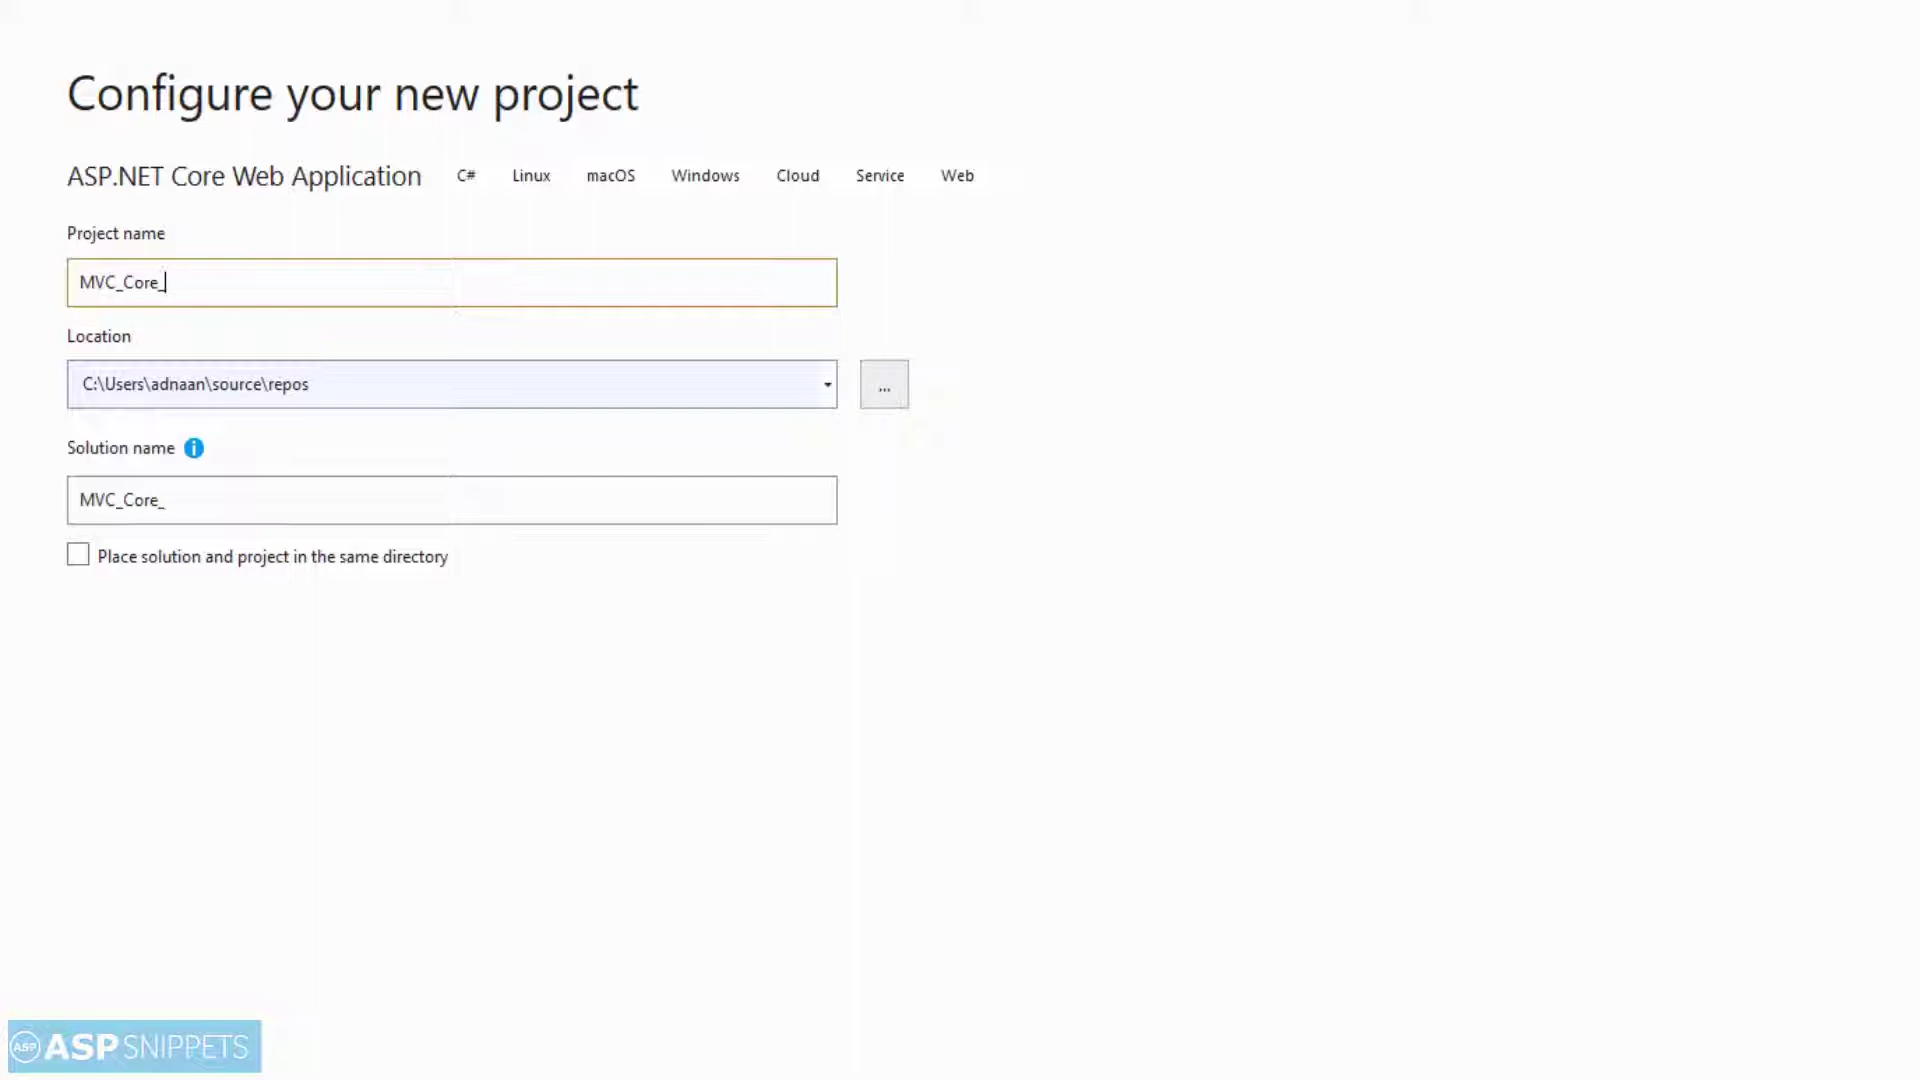 Configure your new project
ASP.NET Core Web Application C# Linux macOS Windows Cloud Service Web
Project name
MVC_Core_
Location
C:\Users\adnaan\source\repos
...
Solution name i
MVC_Core_
Place solution and project in the same directory
ASP ASPSNIPPETS